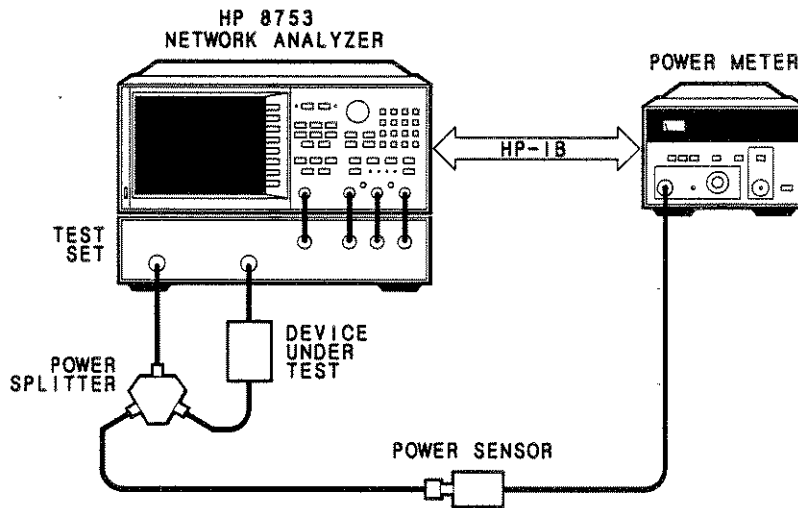 HP 8753
NETWORK ANALYZER
POWER METER
HP-IB
TEST
SET
DEVICE
UNDER
TEST
POWER
SPLITTER
POWER SENSOR